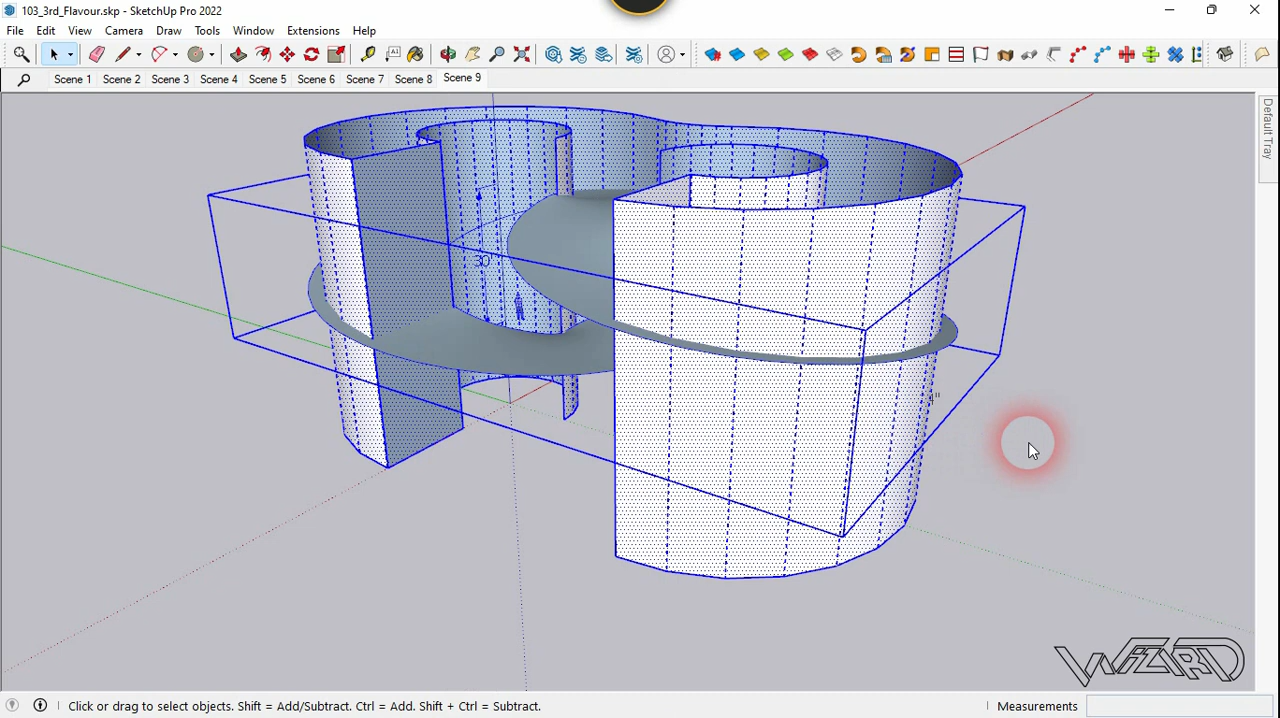 103_3rd_Flavour.skp - SketchUp Pro 2022
File Edit View Camera Draw Tools Window Extensions Help
Scene 1 Scene 2 Scene 3 Scene 4 Scene 5 Scene 6 Scene 7 Scene 8 Scene 9
Default Tray
30
WIZARD
Click or drag to select objects. Shift = Add/Subtract. Ctrl = Add. Shift + Ctrl = Subtract.
Measurements